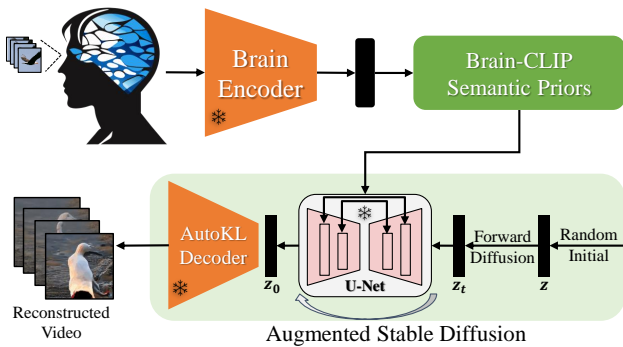 Brain
Encoder
Brain-CLIP
Semantic Priors
AutoKL
Decoder
z₀
U-Net
zₜ
Forward
Diffusion
z
Random
Initial
Reconstructed
Video
Augmented Stable Diffusion